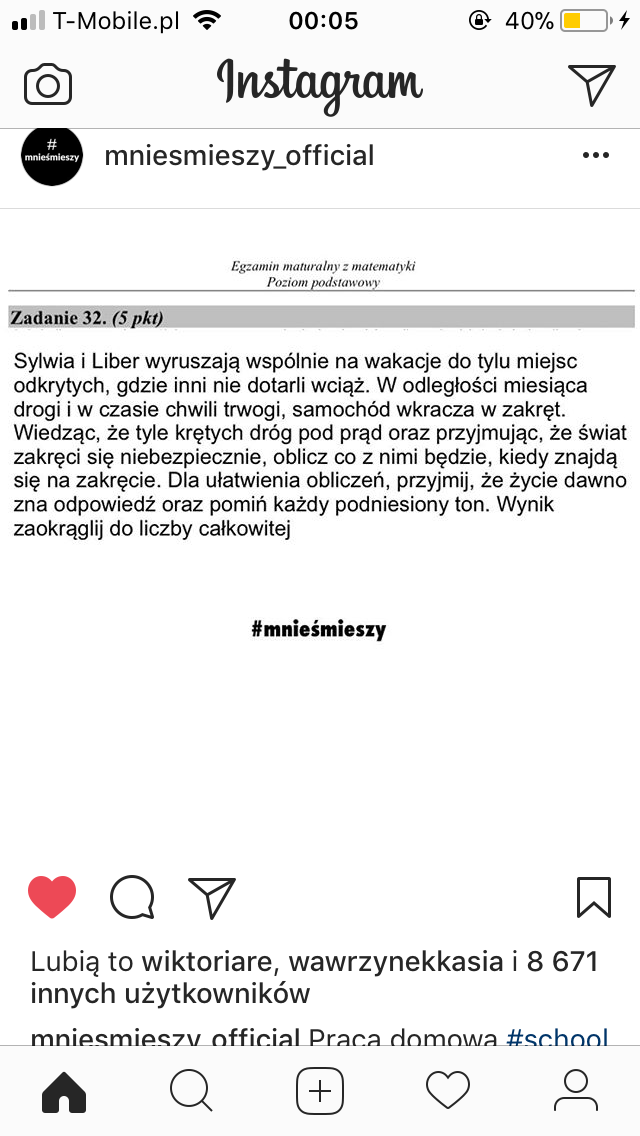 T-Mobile.pl 00:05 40%
Instagram
#
mnieśmieszy
mniesmieszy_official
Egzamin maturalny z matematyki
Poziom podstawowy
Zadanie 32. (5 pkt)
Sylwia i Liber wyruszają wspólnie na wakacje do tylu miejsc
odkrytych, gdzie inni nie dotarli wciąż. W odległości miesiąca
drogi i w czasie chwili trwogi, samochód wkracza w zakręt.
Wiedząc, że tyle krętych dróg pod prąd oraz przyjmując, że świat
zakręci się niebezpiecznie, oblicz co z nimi będzie, kiedy znajdą
się na zakręcie. Dla ułatwienia obliczeń, przyjmij, że życie dawno
zna odpowiedź oraz pomiń każdy podniesiony ton. Wynik
zaokrąglij do liczby całkowitej
#mnieśmieszy
Lubią to wiktoriare, wawrzynekkasia i 8 671
innych użytkowników
mniesmieszy_official Praca domowa #school